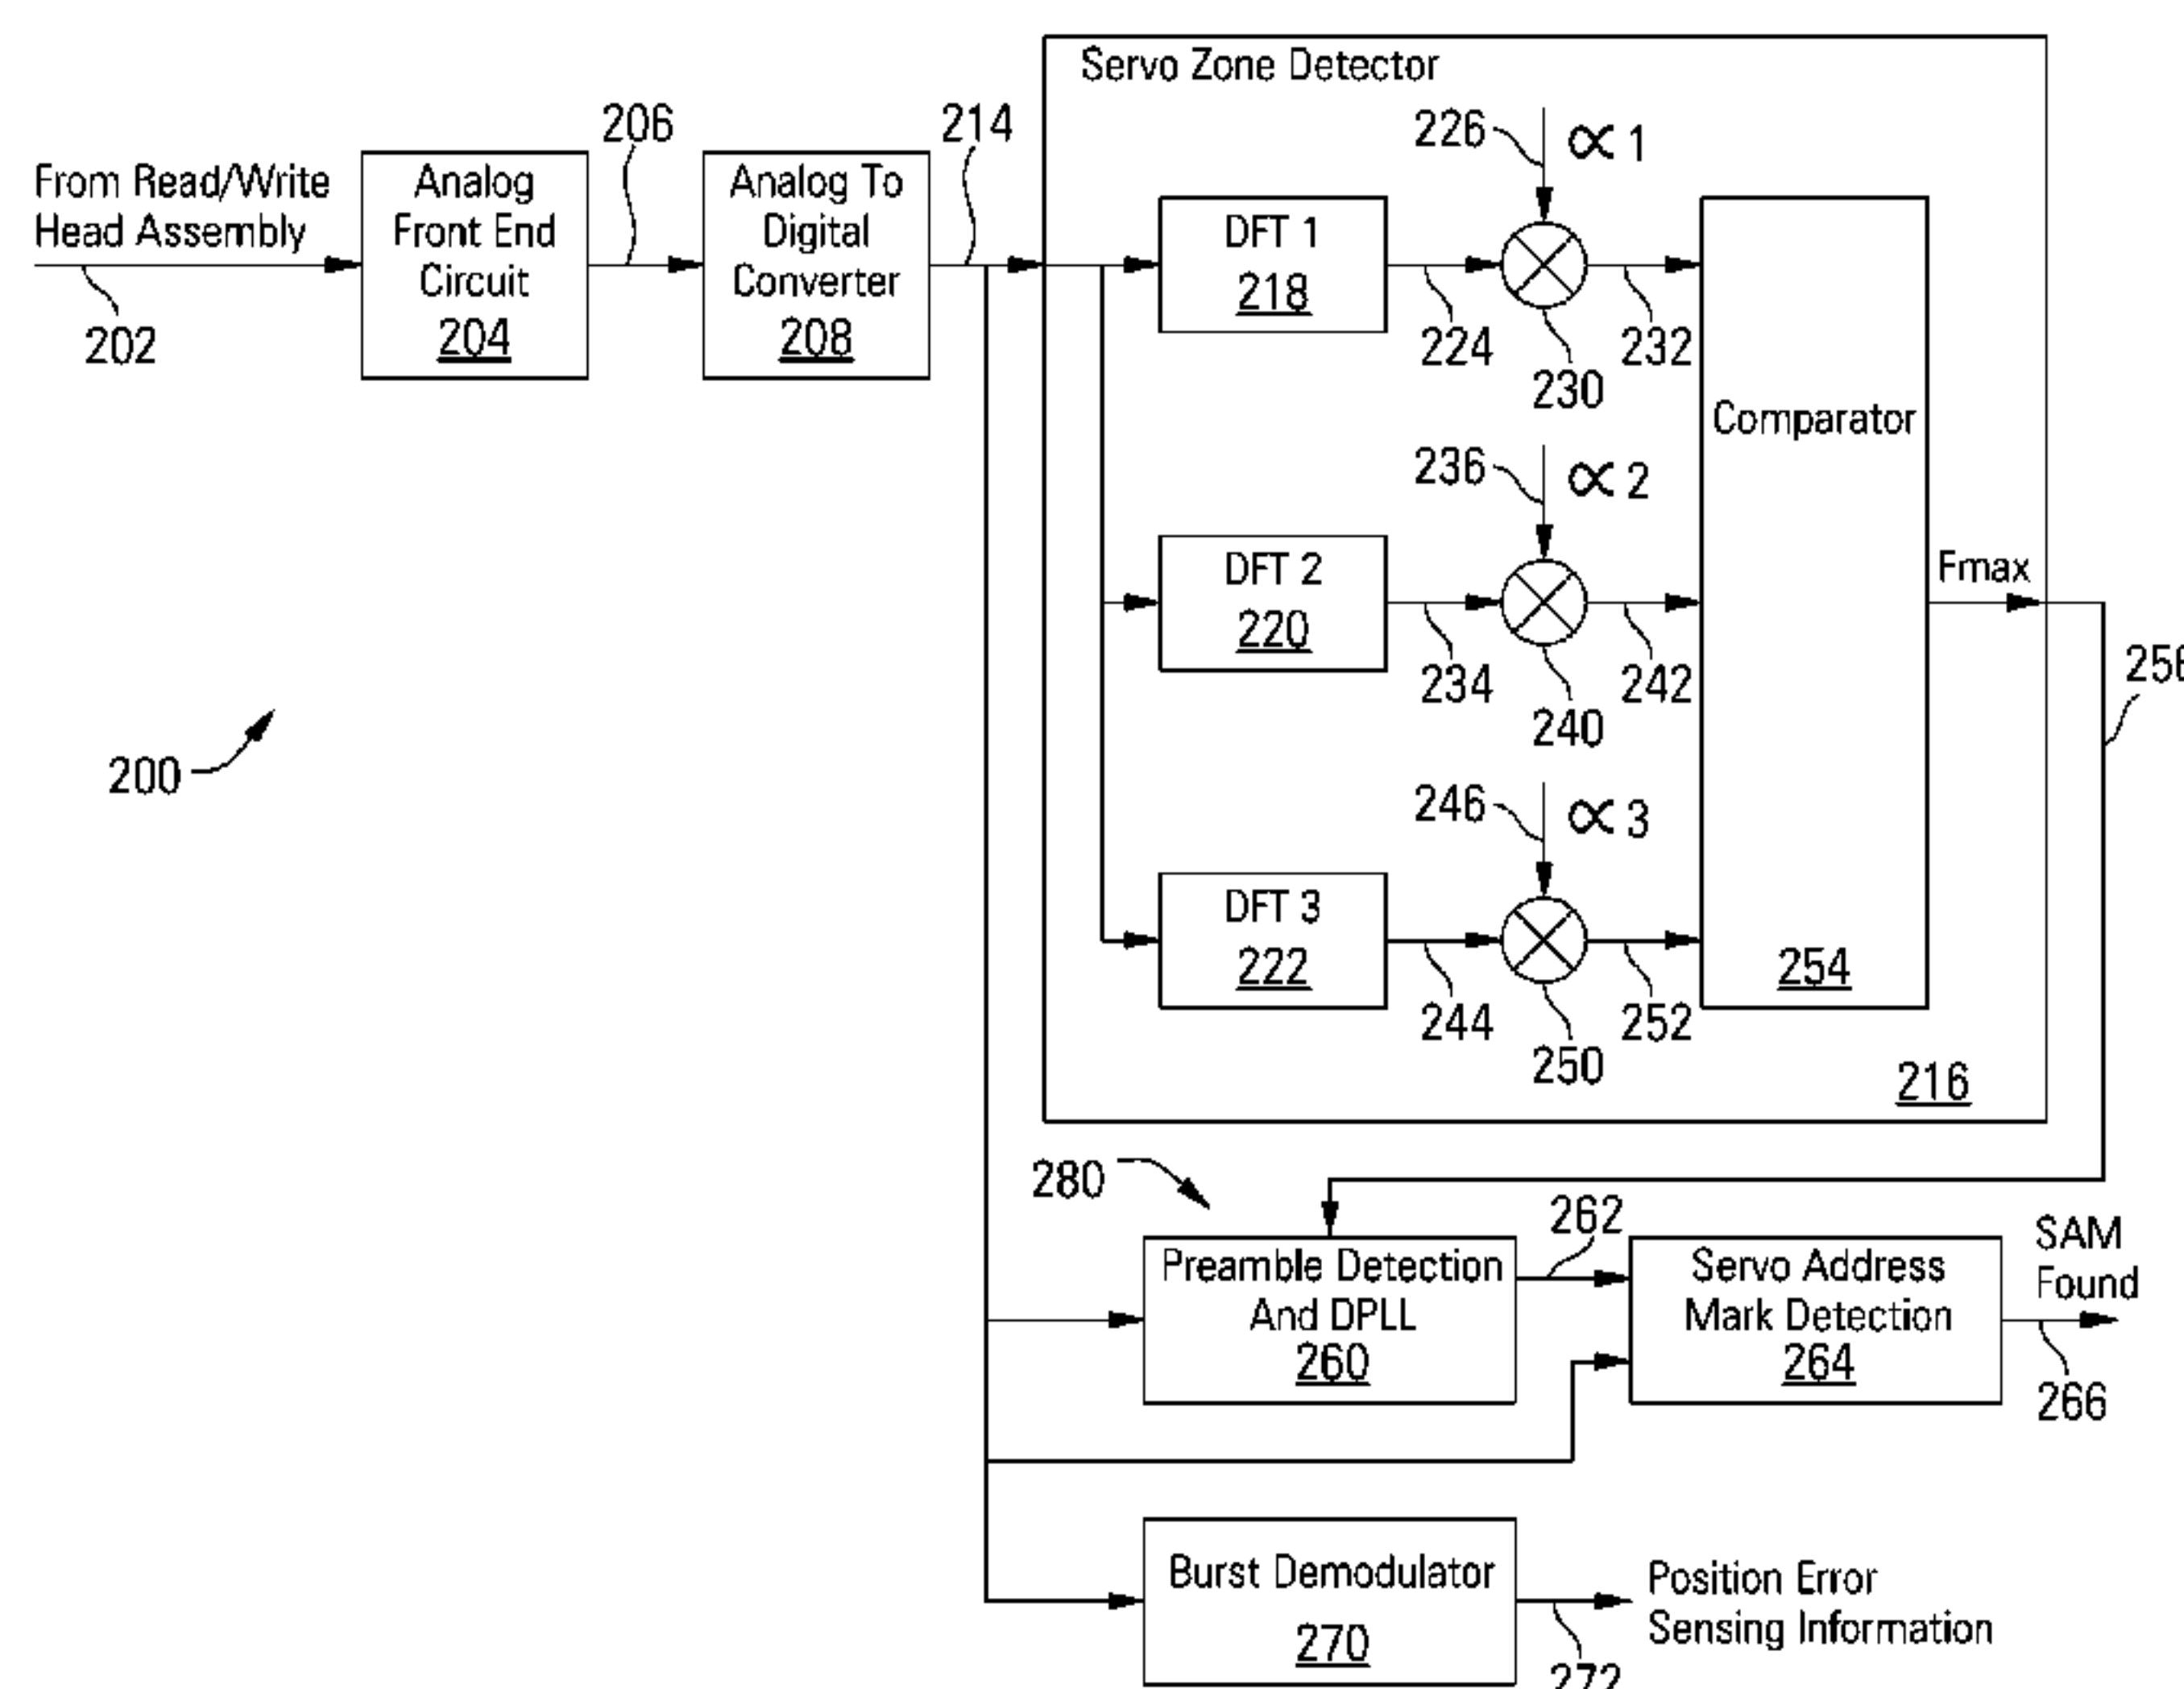 Servo Zone Detector
From Read/Write
Head Assembly
202
Analog
Front End
Circuit
204
206
Analog To
Digital
Converter
208
214
DFT 1
218
224
226
∝ 1
230
232
DFT 2
220
234
236
∝ 2
240
242
DFT 3
222
244
246
∝ 3
250
252
Comparator
254
Fmax
216
256
200
280
Preamble Detection
And DPLL
260
262
Servo Address
Mark Detection
264
SAM
Found
266
Burst Demodulator
270
272
Position Error
Sensing Information